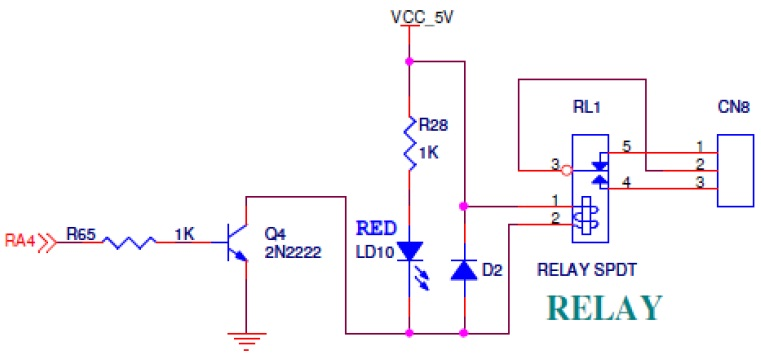 VCC_5V
RL1 CN8
R28
1K
5 1
3 2
4 3
1
2
RED
RA4 R65 1K Q4
2N2222
LD10
D2 RELAY SPDT
RELAY